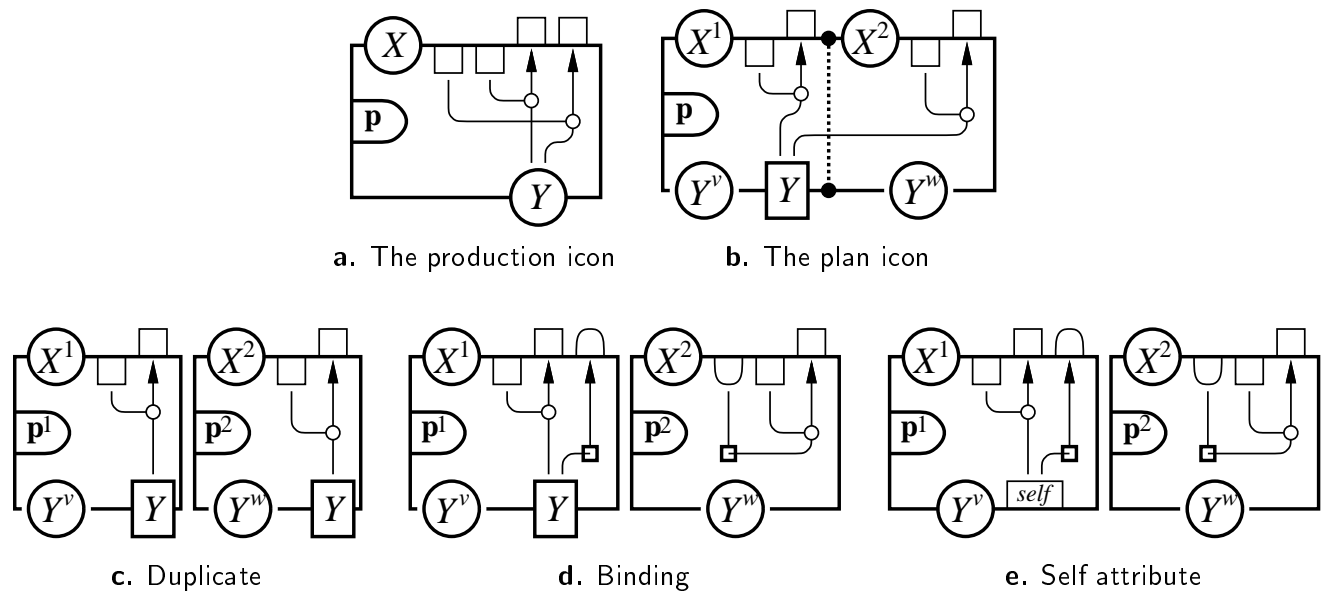 X
p
Y
a. The production icon
X¹ X²
p
Yᵛ Y Yʷ
b. The plan icon
X¹ X²
p¹ p²
Yᵛ Y Yʷ Y
c. Duplicate
X¹ X²
p¹ p²
Yᵛ Y Yʷ
d. Binding
X¹ X²
p¹ p²
Yᵛ self Yʷ
e. Self attribute